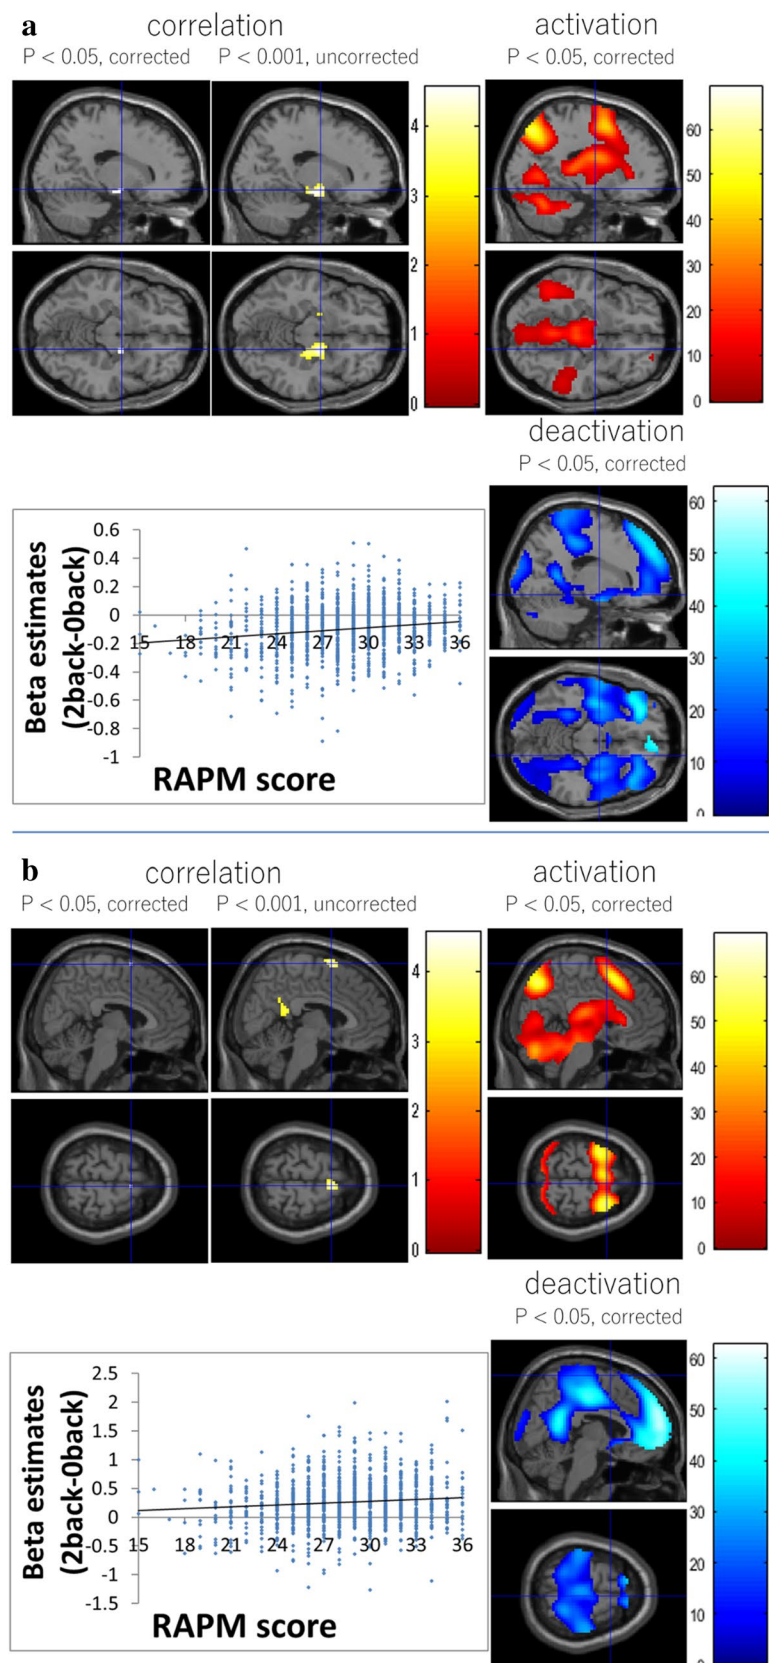 a
correlation
P < 0.05, corrected
P < 0.001, uncorrected
4
3
2
1
0
activation
P < 0.05, corrected
60
50
40
30
20
10
0
deactivation
P < 0.05, corrected
60
50
40
30
20
10
0
Beta estimates
(2back-0back)
0.6
0.4
0.2
0
-0.2
-0.4
-0.6
-0.8
-1
15 18 21 24 27 30 33 36
RAPM score
b
correlation
P < 0.05, corrected
P < 0.001, uncorrected
4
3
2
1
0
activation
P < 0.05, corrected
60
50
40
30
20
10
0
deactivation
P < 0.05, corrected
60
50
40
30
20
10
Beta estimates
(2back-0back)
2.5
2
1.5
1
0.5
0
-0.5
-1
-1.5
15 18 21 24 27 30 33 36
RAPM score